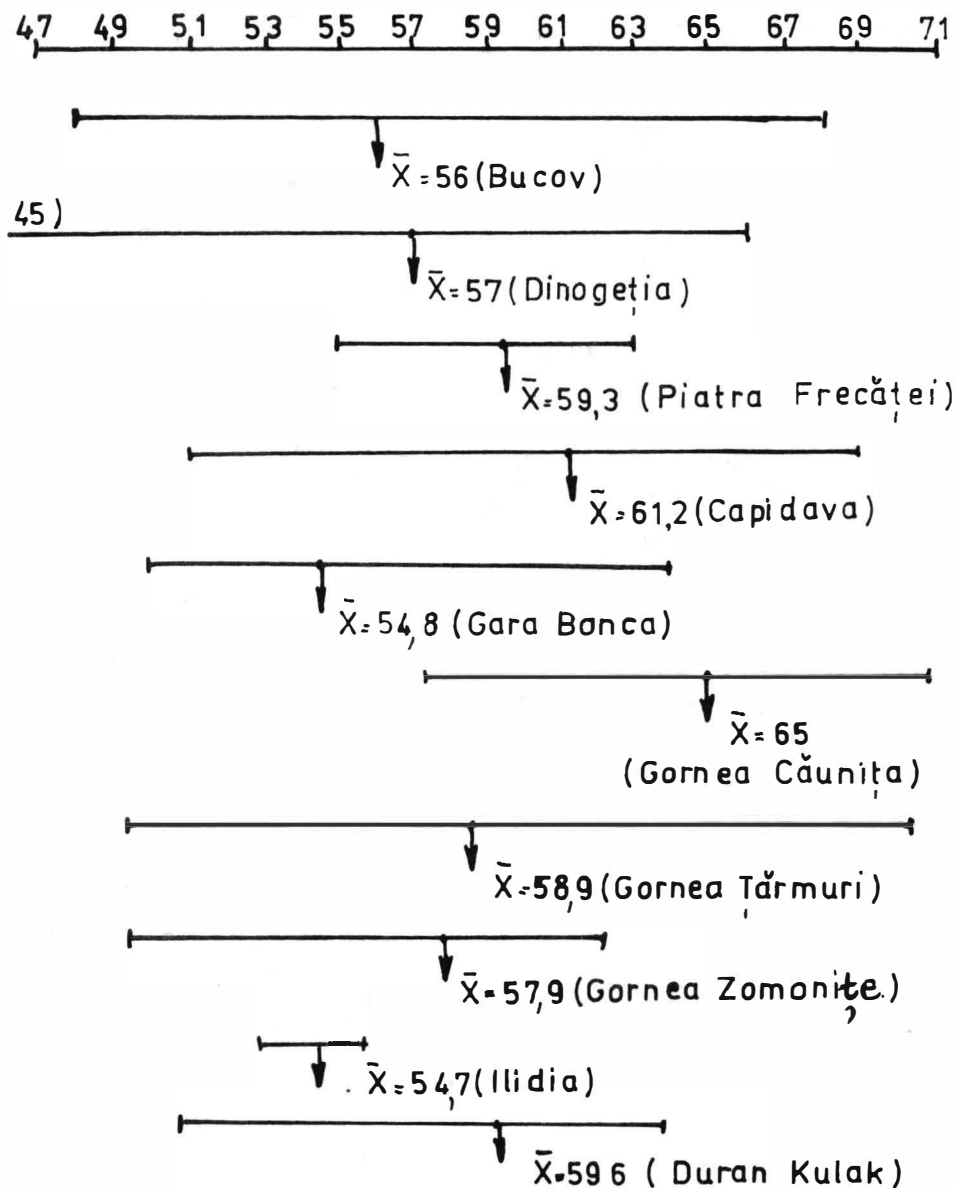 47 49 51 53 55 57 59 61 63 65 67 69 71
X̄=56 (Bucov)
45)
X̄=57 (Dinogeția)
X̄=59,3 (Piatra Frecăței)
X̄=61,2 (Capidava)
X̄=54,8 (Gara Banca)
X̄=65
(Gornea Căunița)
X̄=58,9 (Gornea Țărmuri)
X̄=57,9 (Gornea Zomonițe.)
X̄=54,7 (Ilidia)
X̄=59 6 (Duran Kulak)